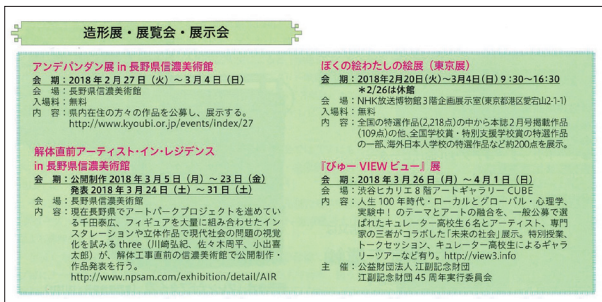 造形展・展覧会・展示会
アンデパンダン展 in 長野県信濃美術館
会　期：2018 年 2 月 27 日（火）～ 3 月 4 日（日）
会　場：長野県信濃美術館
入場料：無料
内　容：県内在住の方々の作品を公募し、展示する。
http://www.kyoubi.or.jp/events/index/27
解体直前アーティスト・イン・レジデンス
in 長野県信濃美術館
会　期：公開制作 2018 年 3 月 5 日（月）～ 23 日（金）
発表 2018 年 3 月 24 日（土）～ 31 日（土）
会　場：長野県信濃美術館
内　容：現在長野県でアートパークプロジェクトを進めてい
る千田泰広、フィギュアを大量に組み合わせたイン
スタレーションや立体作品で現代社会の問題の視覚
化を試みる three（川崎弘紀、佐々木周平、小出喜
太郎）が、解体工事直前の信濃美術館で公開制作・
作品発表を行う。
http://www.npsam.com/exhibition/detail/AIR
ぼくの絵わたしの絵展（東京展）
会　期：2018年2月20日(火)～3月4日(日) 9：30～16:30
＊2/26は休館
会　場：NHK放送博物館３階企画展示室(東京都港区愛宕山2-1-1)
入場料：無料
内　容：全国の特選作品(2,218点)の中から本誌２月号掲載作品
(109点)の他、全国学校賞・特別支援学校賞の特選作品
の一部、海外日本人学校の特選作品など約200点を展示。
『びゅー VIEW ビュー』展
会　期：2018 年 3 月 26 日（月）～ 4 月 1 日（日）
会　場：渋谷ヒカリエ 8 階アートギャラリー CUBE
内　容：人生 100 年時代・ローカルとグローバル・心理学、
実験中！ のテーマとアートの融合を、一般公募で選
ばれたキュレーター高校生 6 名とアーティスト、専門
家の三者がコラボした「未来の社会」展示。特別授業、
トークセッション、キュレーター高校生によるギャラ
リーツアーなど有り。http://view3.info
主　催：公益財団法人 江副記念財団
江副記念財団 45 周年実行委員会